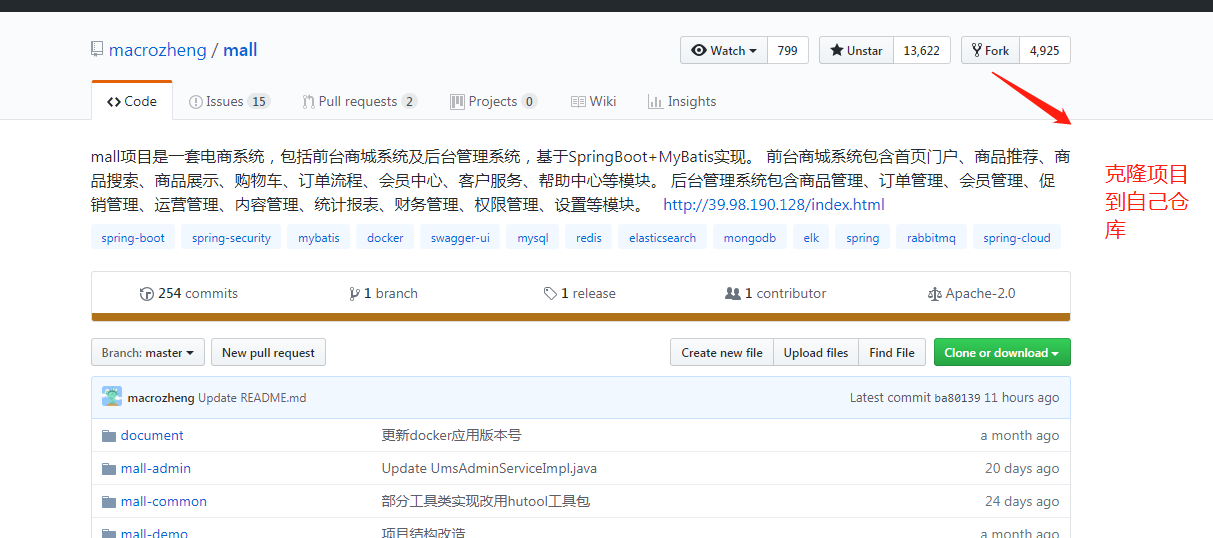 macrozheng / mall
Watch 799 Unstar 13,622 Fork 4,925
Code Issues 15 Pull requests 2 Projects 0 Wiki Insights
mall项目是一套电商系统，包括前台商城系统及后台管理系统，基于SpringBoot+MyBatis实现。 前台商城系统包含首页门户、商品推荐、商
品搜索、商品展示、购物车、订单流程、会员中心、客户服务、帮助中心等模块。 后台管理系统包含商品管理、订单管理、会员管理、促
销管理、运营管理、内容管理、统计报表、财务管理、权限管理、设置等模块。 http://39.98.190.128/index.html
克隆项目
到自己仓
库
spring-boot spring-security mybatis docker swagger-ui mysql redis elasticsearch mongodb elk spring rabbitmq spring-cloud
254 commits 1 branch 1 release 1 contributor Apache-2.0
Branch: master New pull request Create new file Upload files Find File Clone or download
macrozheng Update README.md Latest commit ba80139 11 hours ago
document 更新docker应用版本号 a month ago
mall-admin Update UmsAdminServiceImpl.java 20 days ago
mall-common 部分工具类实现改用hutool工具包 24 days ago
mall-demo 项目结构改造 a month ago